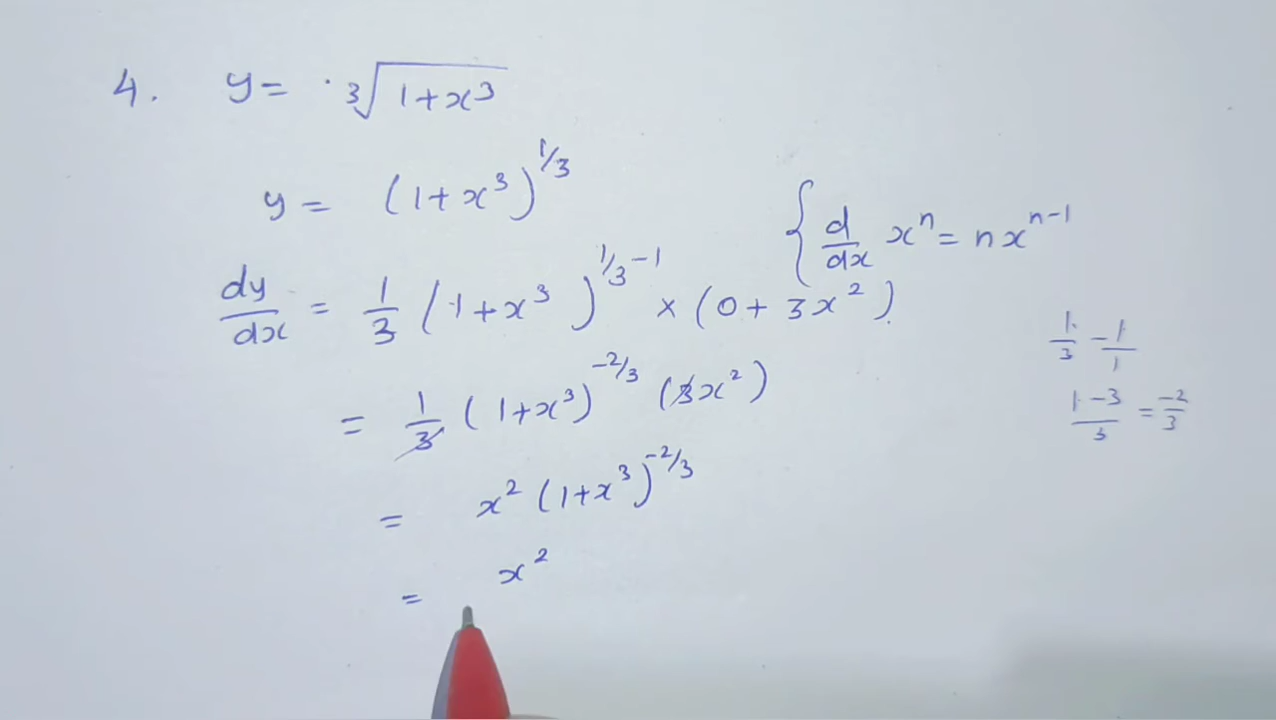 4. y = ∛(1+x³)
y = (1+x³)^(1/3)
{ d/dx xⁿ = nx^(n-1)
dy/dx = 1/3 (1+x³)^(1/3 - 1) × (0 + 3x²)
1/3 - 1/1
= 1/3 (1+x³)^(-2/3) (3x²)
(1-3)/3 = -2/3
= x² (1+x³)^(-2/3)
= x²